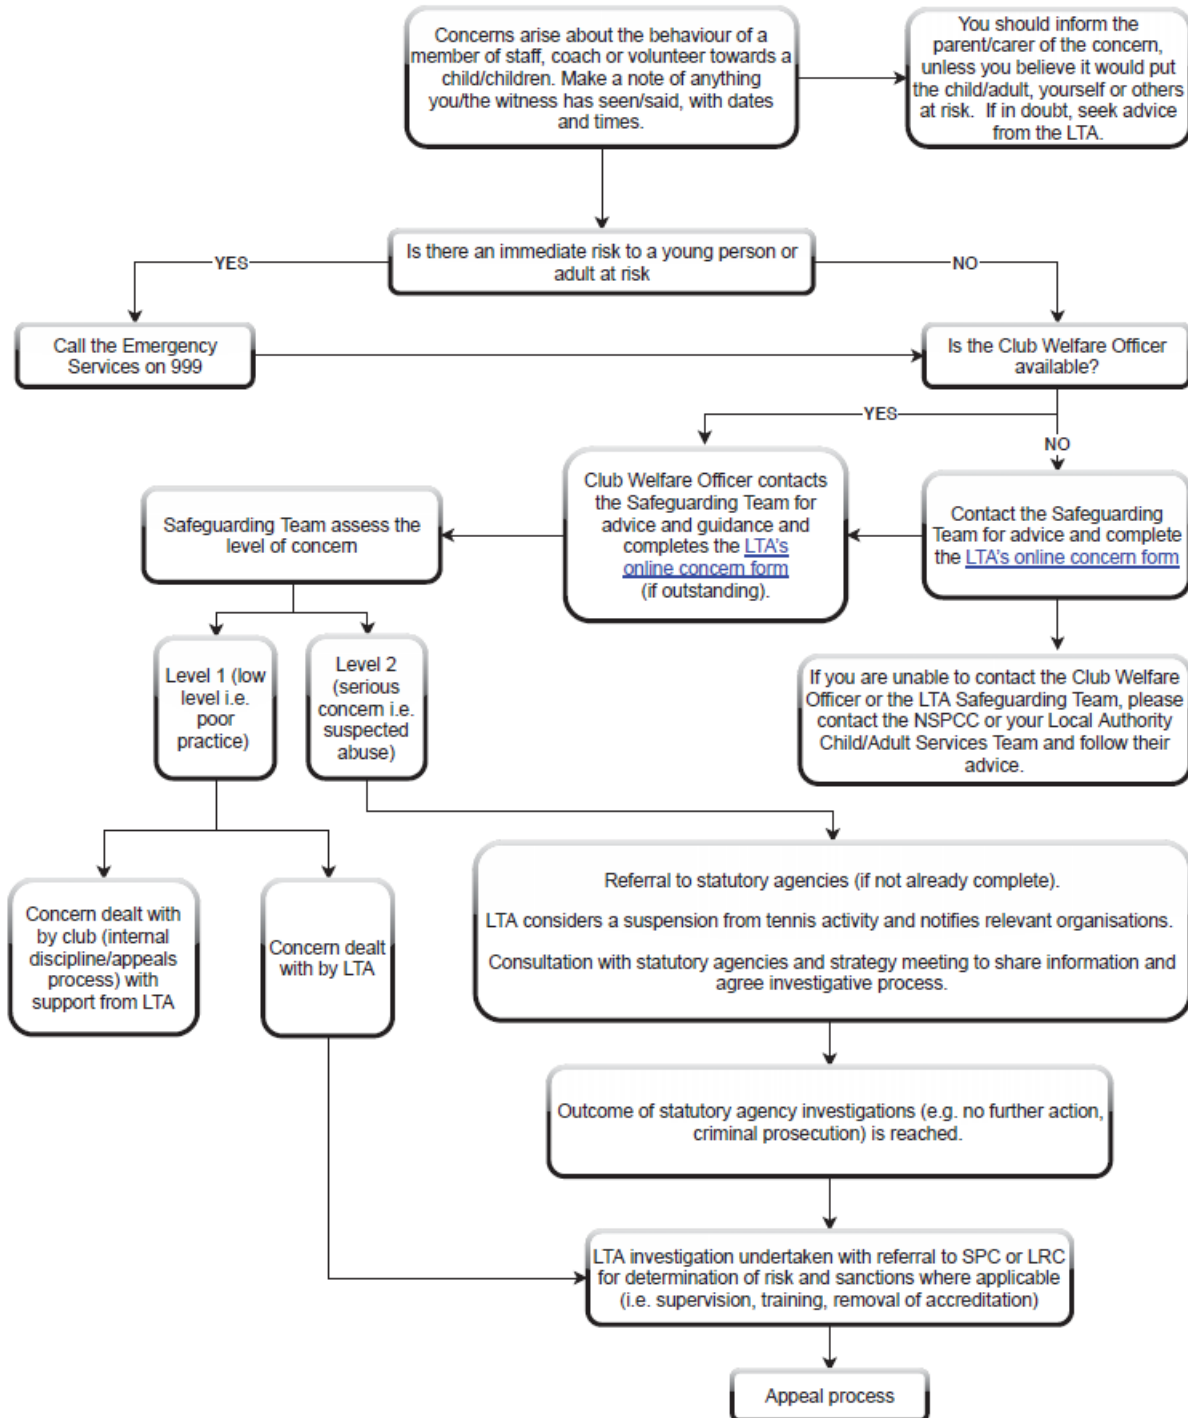 Concerns arise about the behaviour of a
member of staff, coach or volunteer towards a
child/children. Make a note of anything
you/the witness has seen/said, with dates
and times.
You should inform the
parent/carer of the concern,
unless you believe it would put
the child/adult, yourself or others
at risk. If in doubt, seek advice
from the LTA.
Is there an immediate risk to a young person or
adult at risk
YES
NO
Call the Emergency
Services on 999
Is the Club Welfare Officer
available?
YES
NO
Club Welfare Officer contacts
the Safeguarding Team for
advice and guidance and
completes the LTA's
online concern form
(if outstanding).
Contact the Safeguarding
Team for advice and complete
the LTA's online concern form
Safeguarding Team assess the
level of concern
Level 1 (low
level i.e.
poor
practice)
Level 2
(serious
concern i.e.
suspected
abuse)
If you are unable to contact the Club Welfare
Officer or the LTA Safeguarding Team, please
contact the NSPCC or your Local Authority
Child/Adult Services Team and follow their
advice.
Concern dealt with
by club (internal
discipline/appeals
process) with
support from LTA
Concern dealt
with by LTA
Referral to statutory agencies (if not already complete).
LTA considers a suspension from tennis activity and notifies relevant organisations.
Consultation with statutory agencies and strategy meeting to share information and
agree investigative process.
Outcome of statutory agency investigations (e.g. no further action,
criminal prosecution) is reached.
LTA investigation undertaken with referral to SPC or LRC
for determination of risk and sanctions where applicable
(i.e. supervision, training, removal of accreditation)
Appeal process